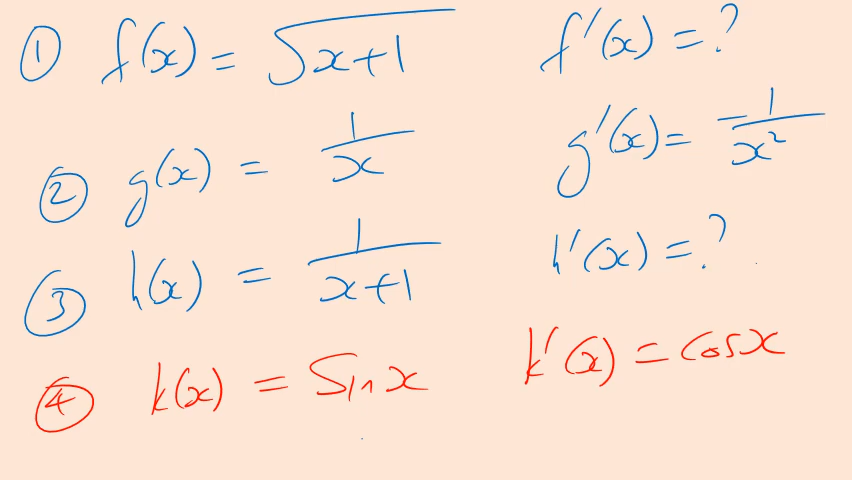 ① f(x) = √(x+1) f'(x) = ?
② g(x) = 1/x g'(x) = -1/x²
③ h(x) = 1/(x+1) h'(x) = ?
④ k(x) = Sin x k'(x) = cos x